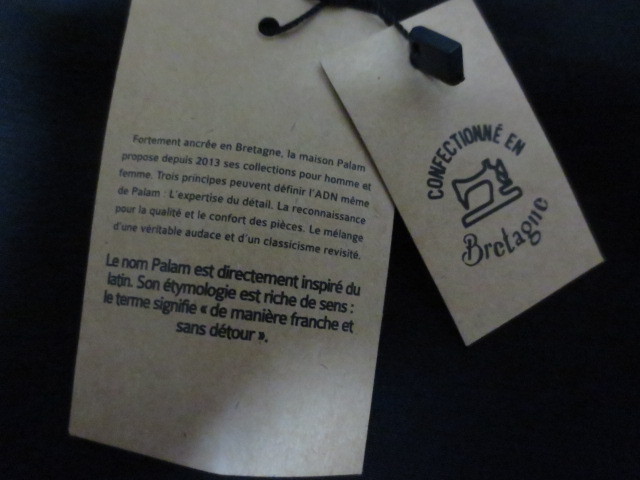 Fortement ancrée en Bretagne, la maison Palam
propose depuis 2013 ses collections pour homme et
femme. Trois principes peuvent définir l'ADN même
de Palam : L'expertise du détail. La reconnaissance
pour la qualité et le confort des pièces. Le mélange
d'une véritable audace et d'un classicisme revisité.
Le nom Palam est directement inspiré du
latin. Son étymologie est riche de sens :
le terme signifie « de manière franche et
sans détour ».
CONFECTIONNÉ EN
Bretagne